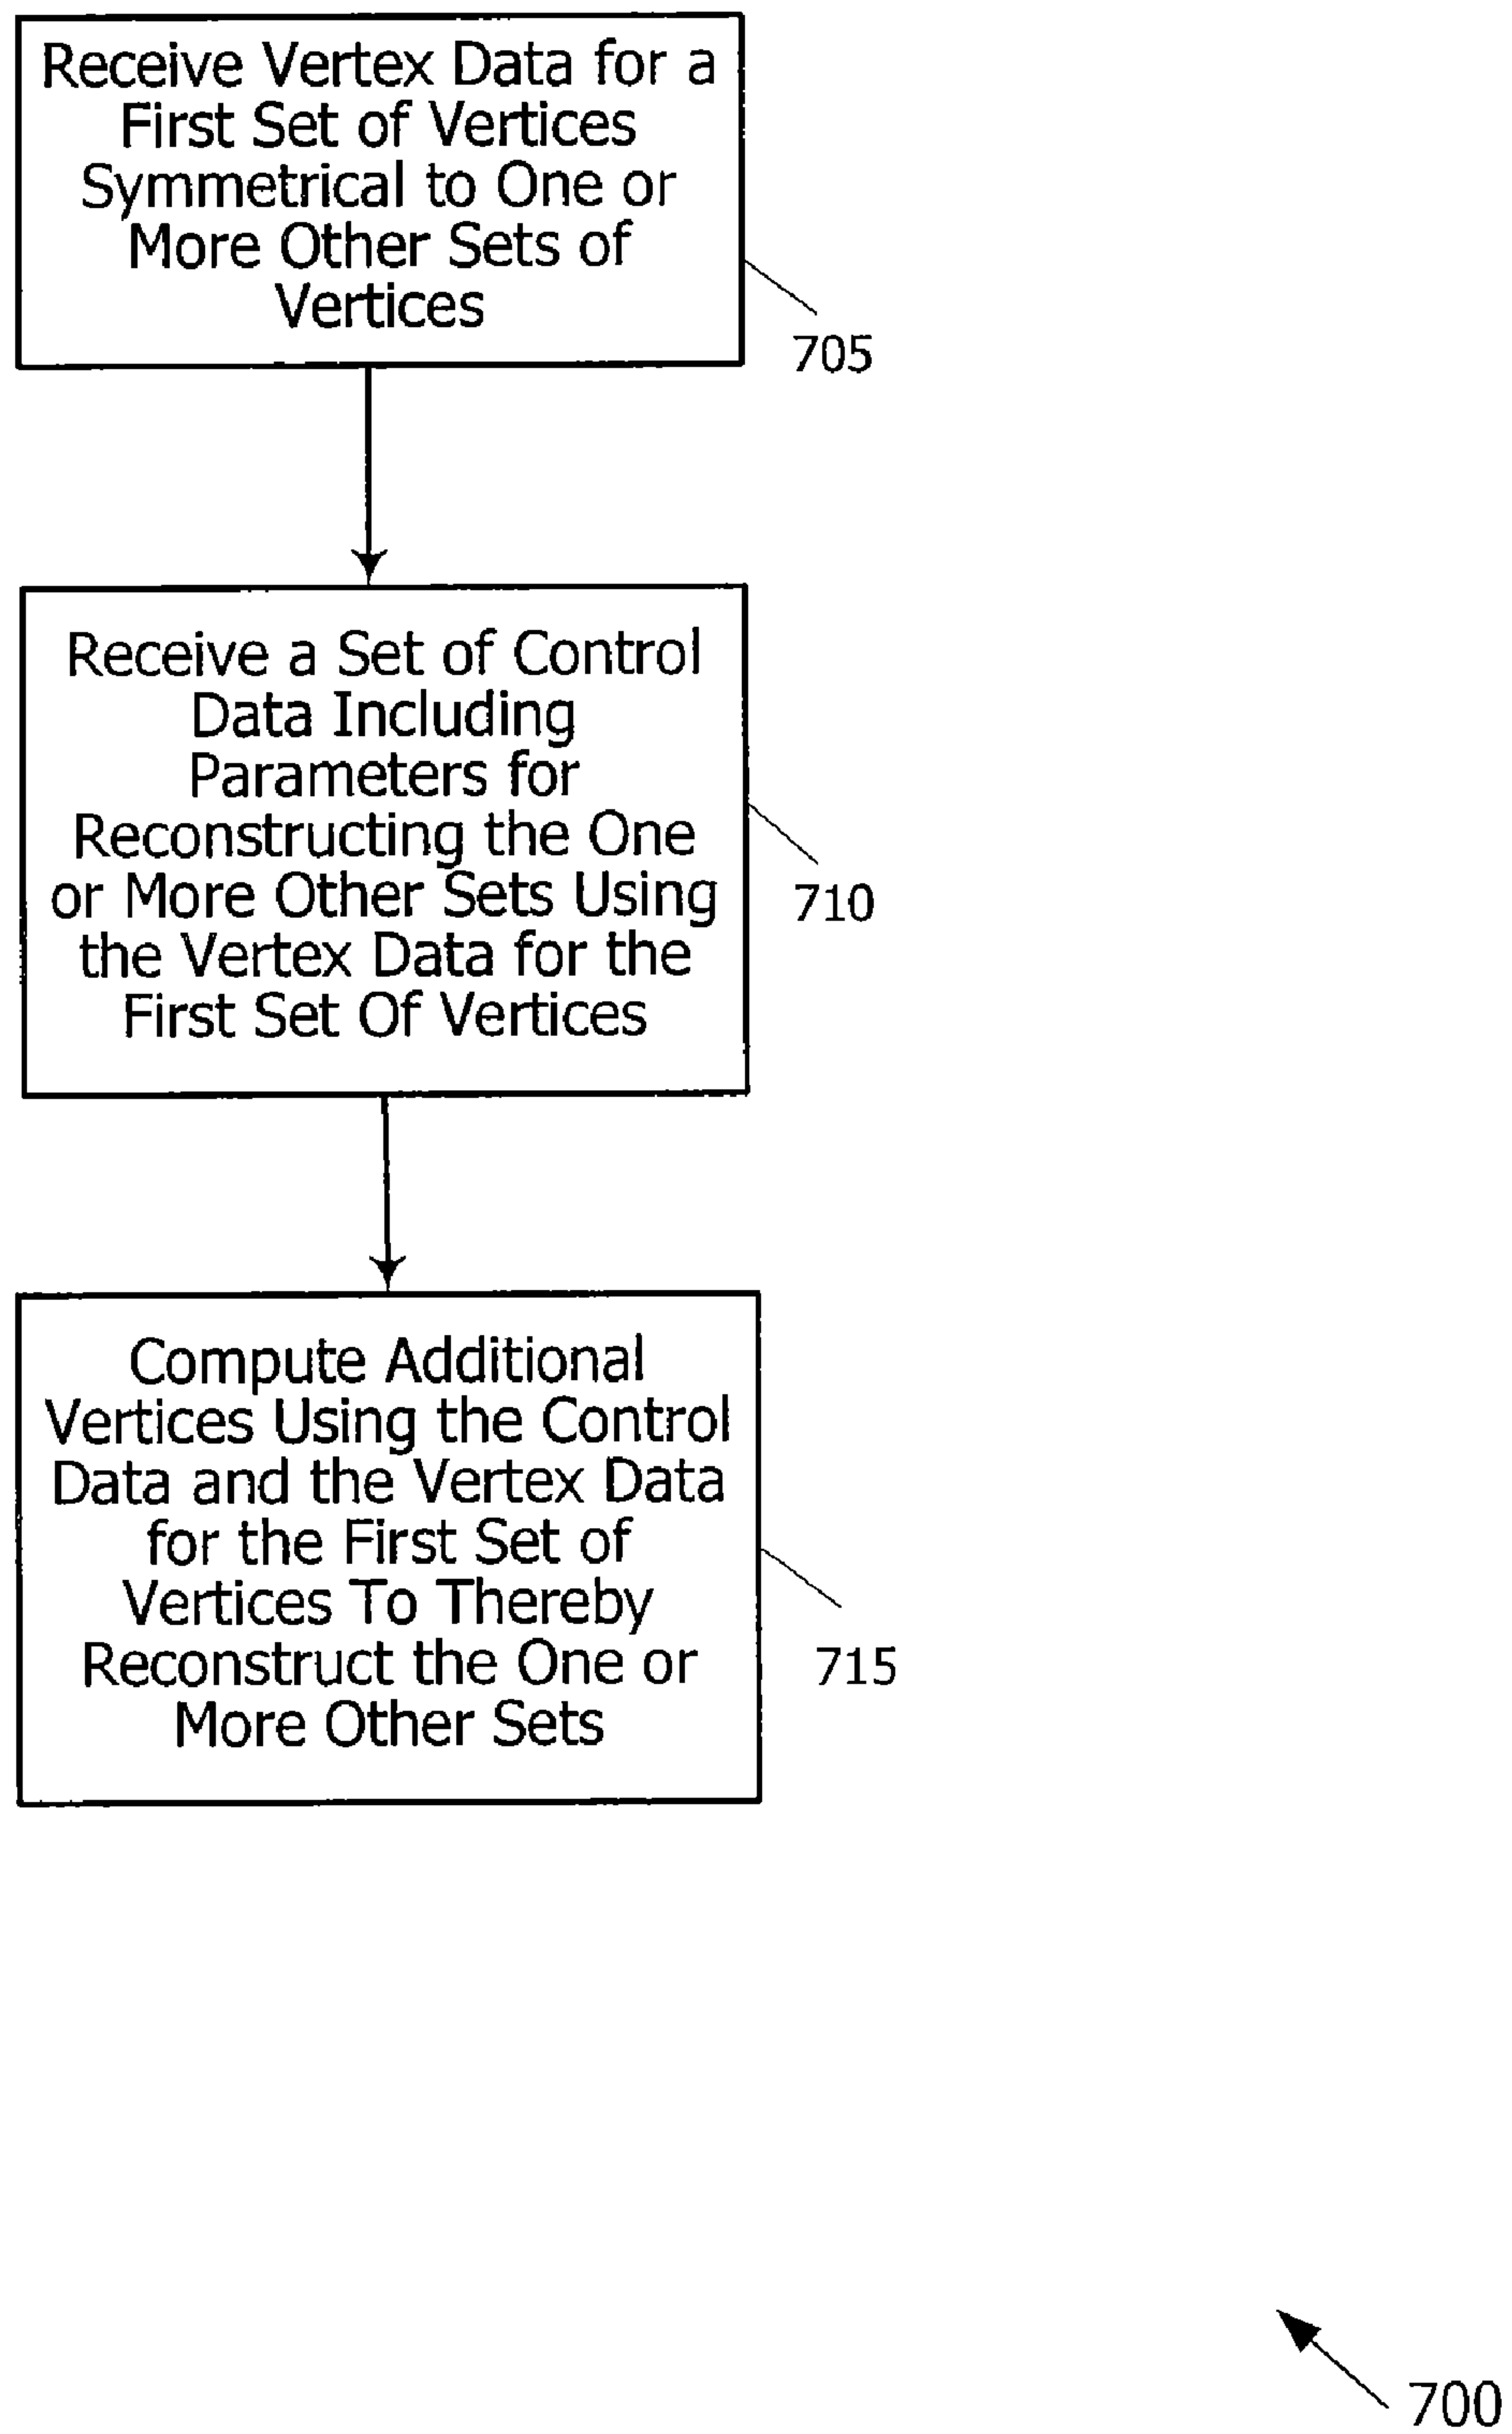 Receive Vertex Data for a
First Set of Vertices
Symmetrical to One or
More Other Sets of
Vertices
705
Receive a Set of Control
Data Including
Parameters for
Reconstructing the One
or More Other Sets Using
the Vertex Data for the
First Set Of Vertices
710
Compute Additional
Vertices Using the Control
Data and the Vertex Data
for the First Set of
Vertices To Thereby
Reconstruct the One or
More Other Sets
715
700